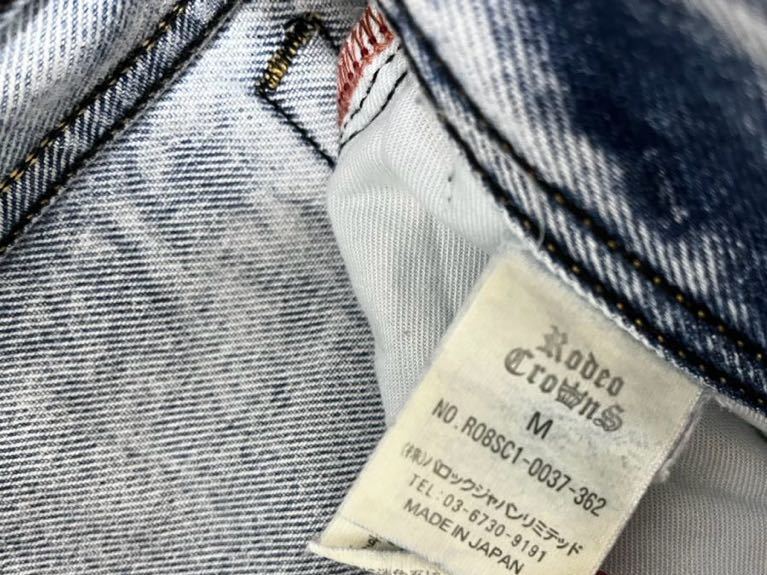 Rodeo
Crowns
M
NO. R08SC1-0037-362
(株)バロックジャパンリミテッド
TEL: 03-6730-9191
MADE IN JAPAN